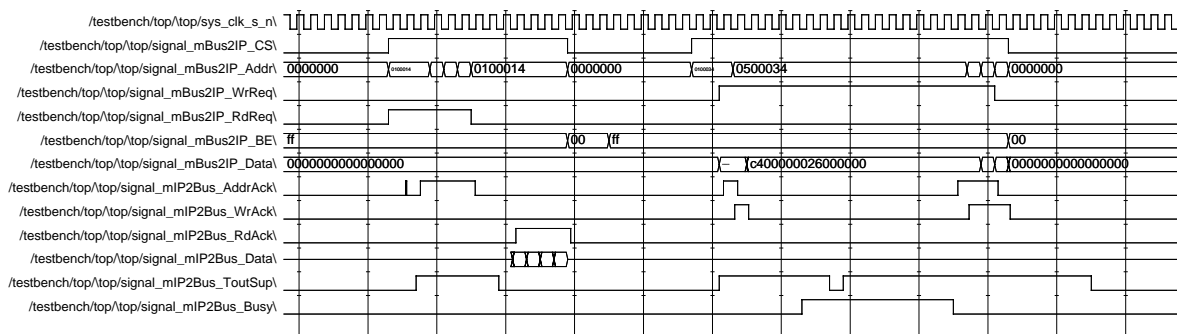 /testbench/top/\top/sys_clk_s_n\
/testbench/top/\top/signal_mBus2IP_CS\
/testbench/top/\top/signal_mBus2IP_Addr\ 0000000 0100014 0100014 0000000 0500034
/testbench/top/\top/signal_mBus2IP_WrReq\
/testbench/top/\top/signal_mBus2IP_RdReq\
/testbench/top/\top/signal_mBus2IP_BE\ ff 00 ff 00
/testbench/top/\top/signal_mBus2IP_Data\ 0000000000000000 c400000026000000 0000000000000000
/testbench/top/\top/signal_mIP2Bus_AddrAck\
/testbench/top/\top/signal_mIP2Bus_WrAck\
/testbench/top/\top/signal_mIP2Bus_RdAck\
/testbench/top/\top/signal_mIP2Bus_Data\
/testbench/top/\top/signal_mIP2Bus_ToutSup\
/testbench/top/\top/signal_mIP2Bus_Busy\